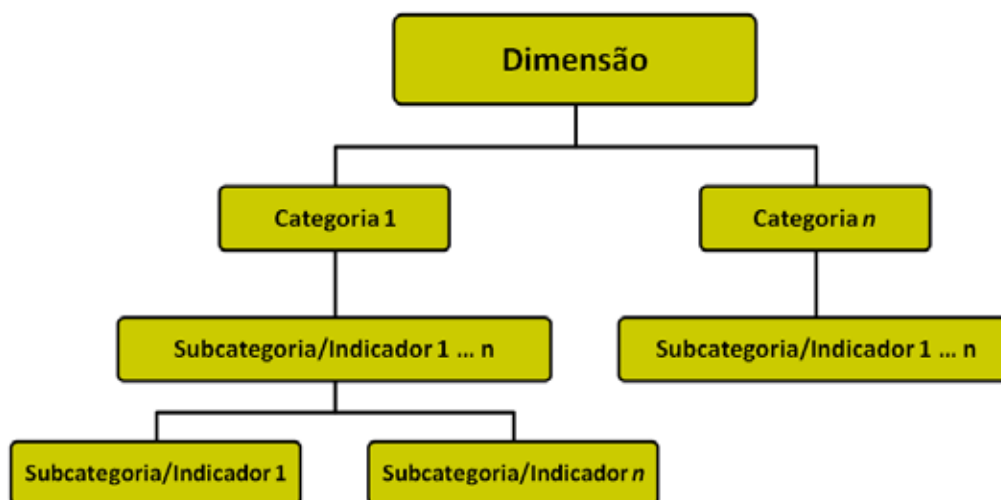 Dimensão
Categoria 1
Categoria n
Subcategoria/Indicador 1 ... n
Subcategoria/Indicador 1 ... n
Subcategoria/Indicador 1
Subcategoria/Indicador n